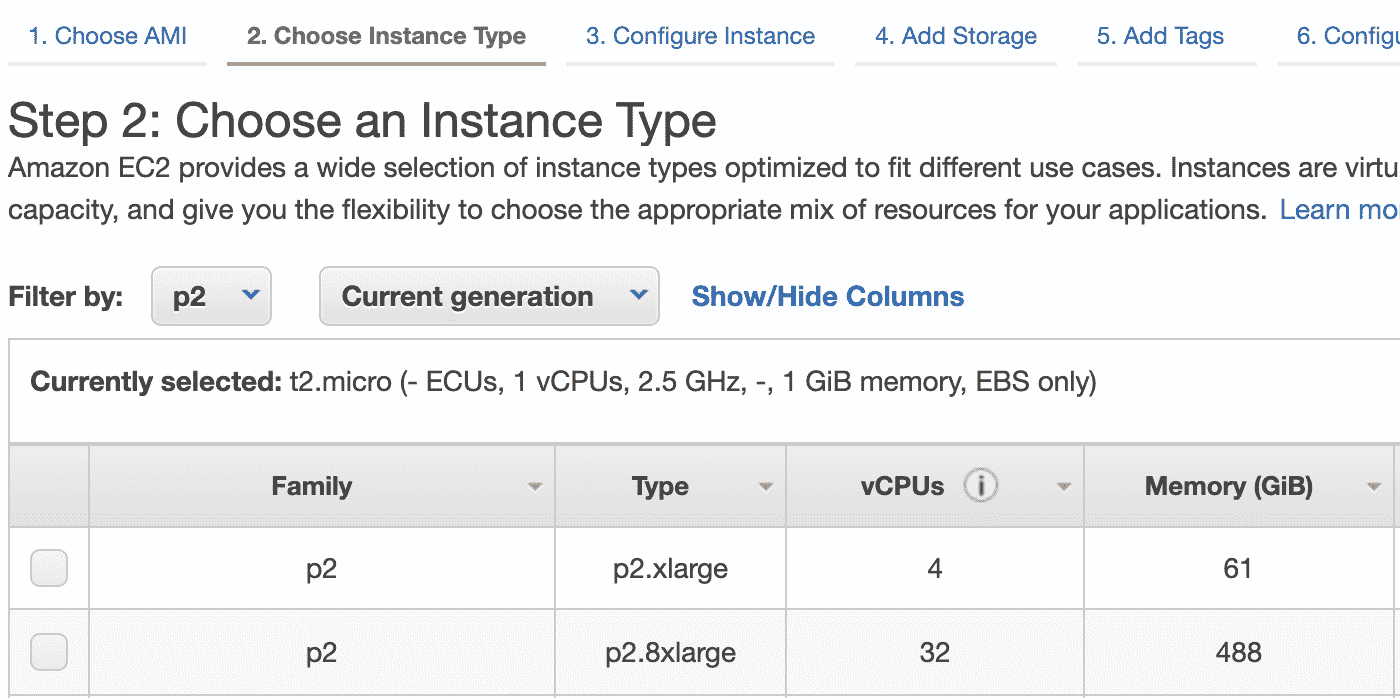 1. Choose AMI 2. Choose Instance Type 3. Configure Instance 4. Add Storage 5. Add Tags 6. Configu
Step 2: Choose an Instance Type
Amazon EC2 provides a wide selection of instance types optimized to fit different use cases. Instances are virtu
capacity, and give you the flexibility to choose the appropriate mix of resources for your applications. Learn mo
Filter by: p2 Current generation Show/Hide Columns
Currently selected: t2.micro (- ECUs, 1 vCPUs, 2.5 GHz, -, 1 GiB memory, EBS only)
Family Type vCPUs i Memory (GiB)
p2 p2.xlarge 4 61
p2 p2.8xlarge 32 488